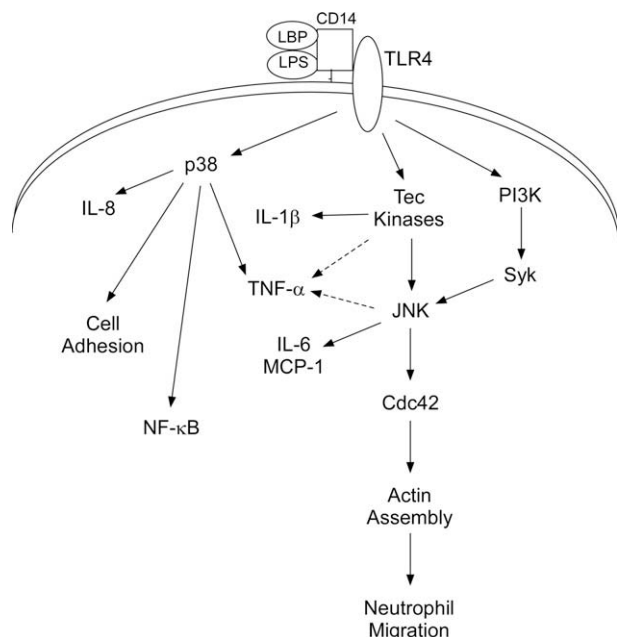 CD14
LBP
LPS
TLR4
p38
IL-8
Tec
Kinases
PI3K
IL-1β
TNF-α
Syk
JNK
Cell
Adhesion
IL-6
MCP-1
Cdc42
NF-κB
Actin
Assembly
Neutrophil
Migration